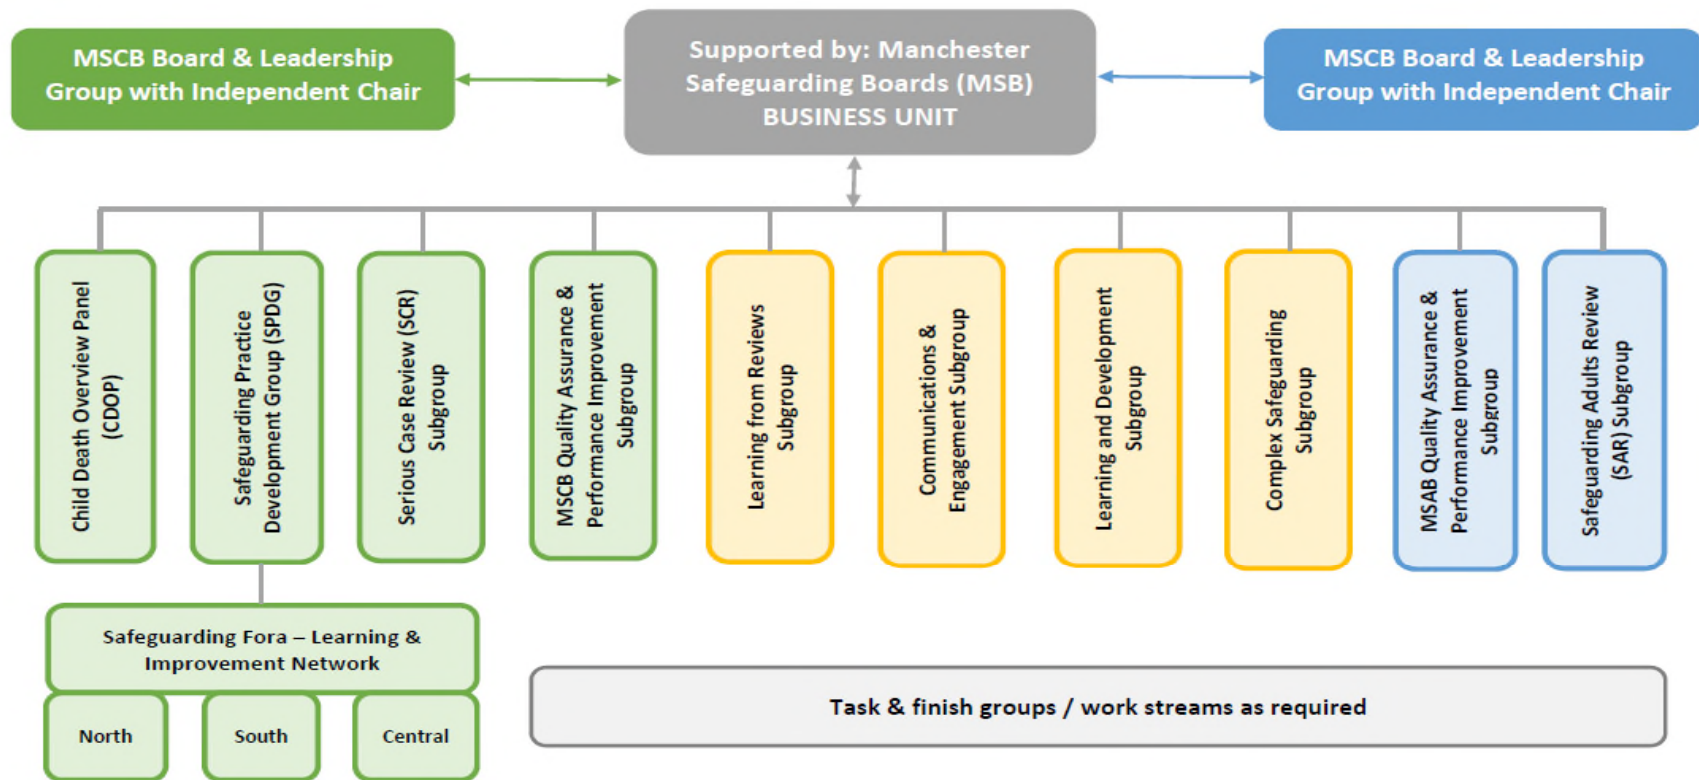 MSCB Board & Leadership
Group with Independent Chair
Supported by: Manchester
Safeguarding Boards (MSB)
BUSINESS UNIT
MSCB Board & Leadership
Group with Independent Chair
Child Death Overview Panel
(CDOP)
Safeguarding Practice
Development Group (SPDG)
Serious Case Review (SCR)
Subgroup
MSCB Quality Assurance &
Performance Improvement
Subgroup
Learning from Reviews
Subgroup
Communications &
Engagement Subgroup
Learning and Development
Subgroup
Complex Safeguarding
Subgroup
MSAB Quality Assurance &
Performance Improvement
Subgroup
Safeguarding Adults Review
(SAR) Subgroup
Safeguarding Fora – Learning &
Improvement Network
North
South
Central
Task & finish groups / work streams as required